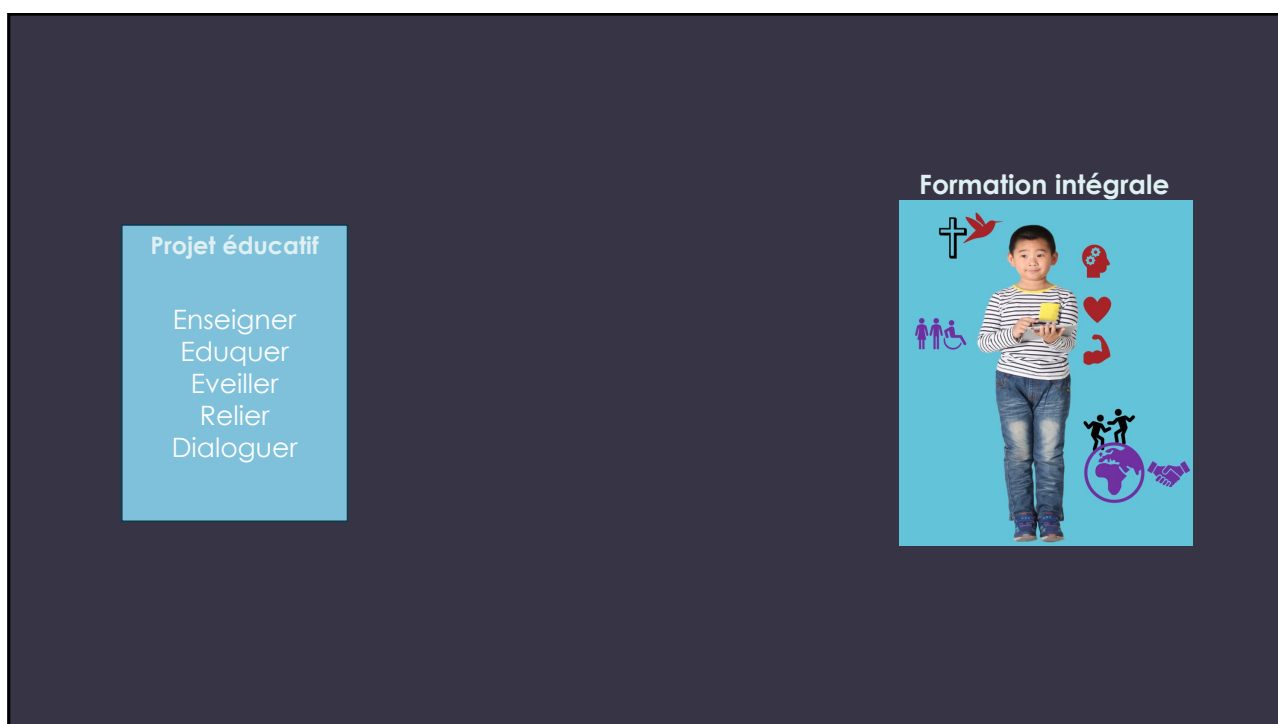 Formation intégrale
Projet éducatif
Enseigner
Eduquer
Eveiller
Relier
Dialoguer